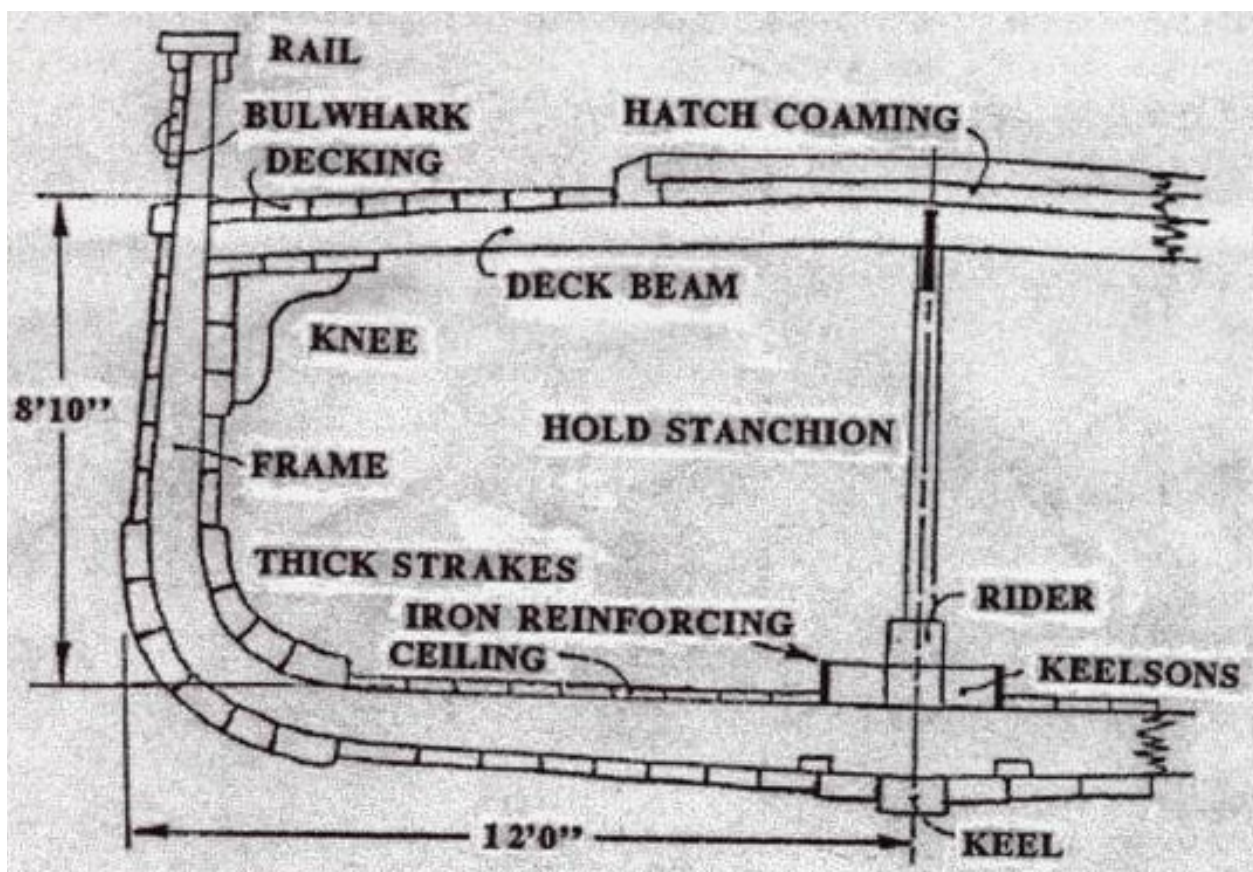 RAIL
BULWHARK
DECKING
HATCH COAMING
DECK BEAM
KNEE
8'10"
HOLD STANCHION
FRAME
THICK STRAKES
IRON REINFORCING
RIDER
CEILING
KEELSONS
12'0"
KEEL